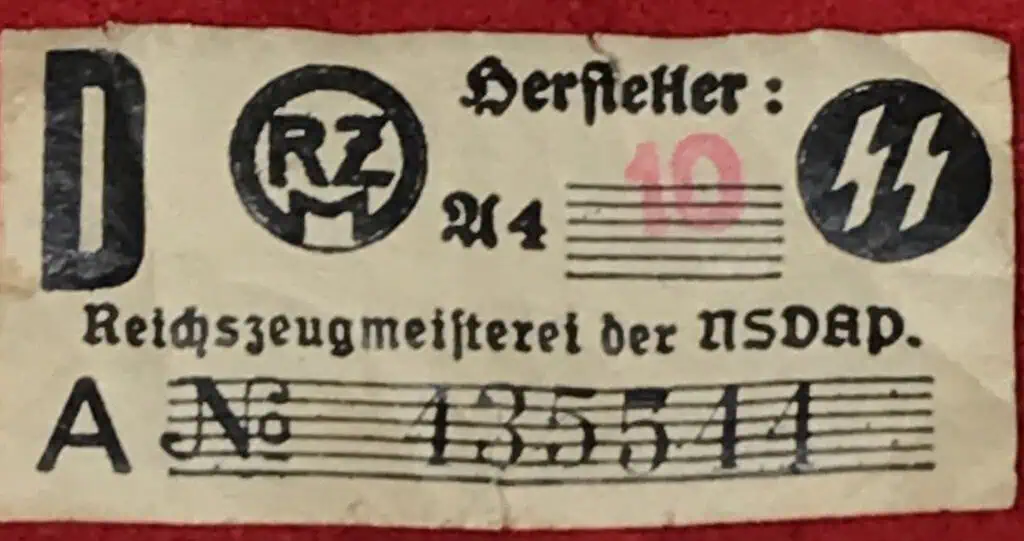 D RZM Hersteller: SS
A4 10
Reichszeugmeisterei der NSDAP.
A № 435544